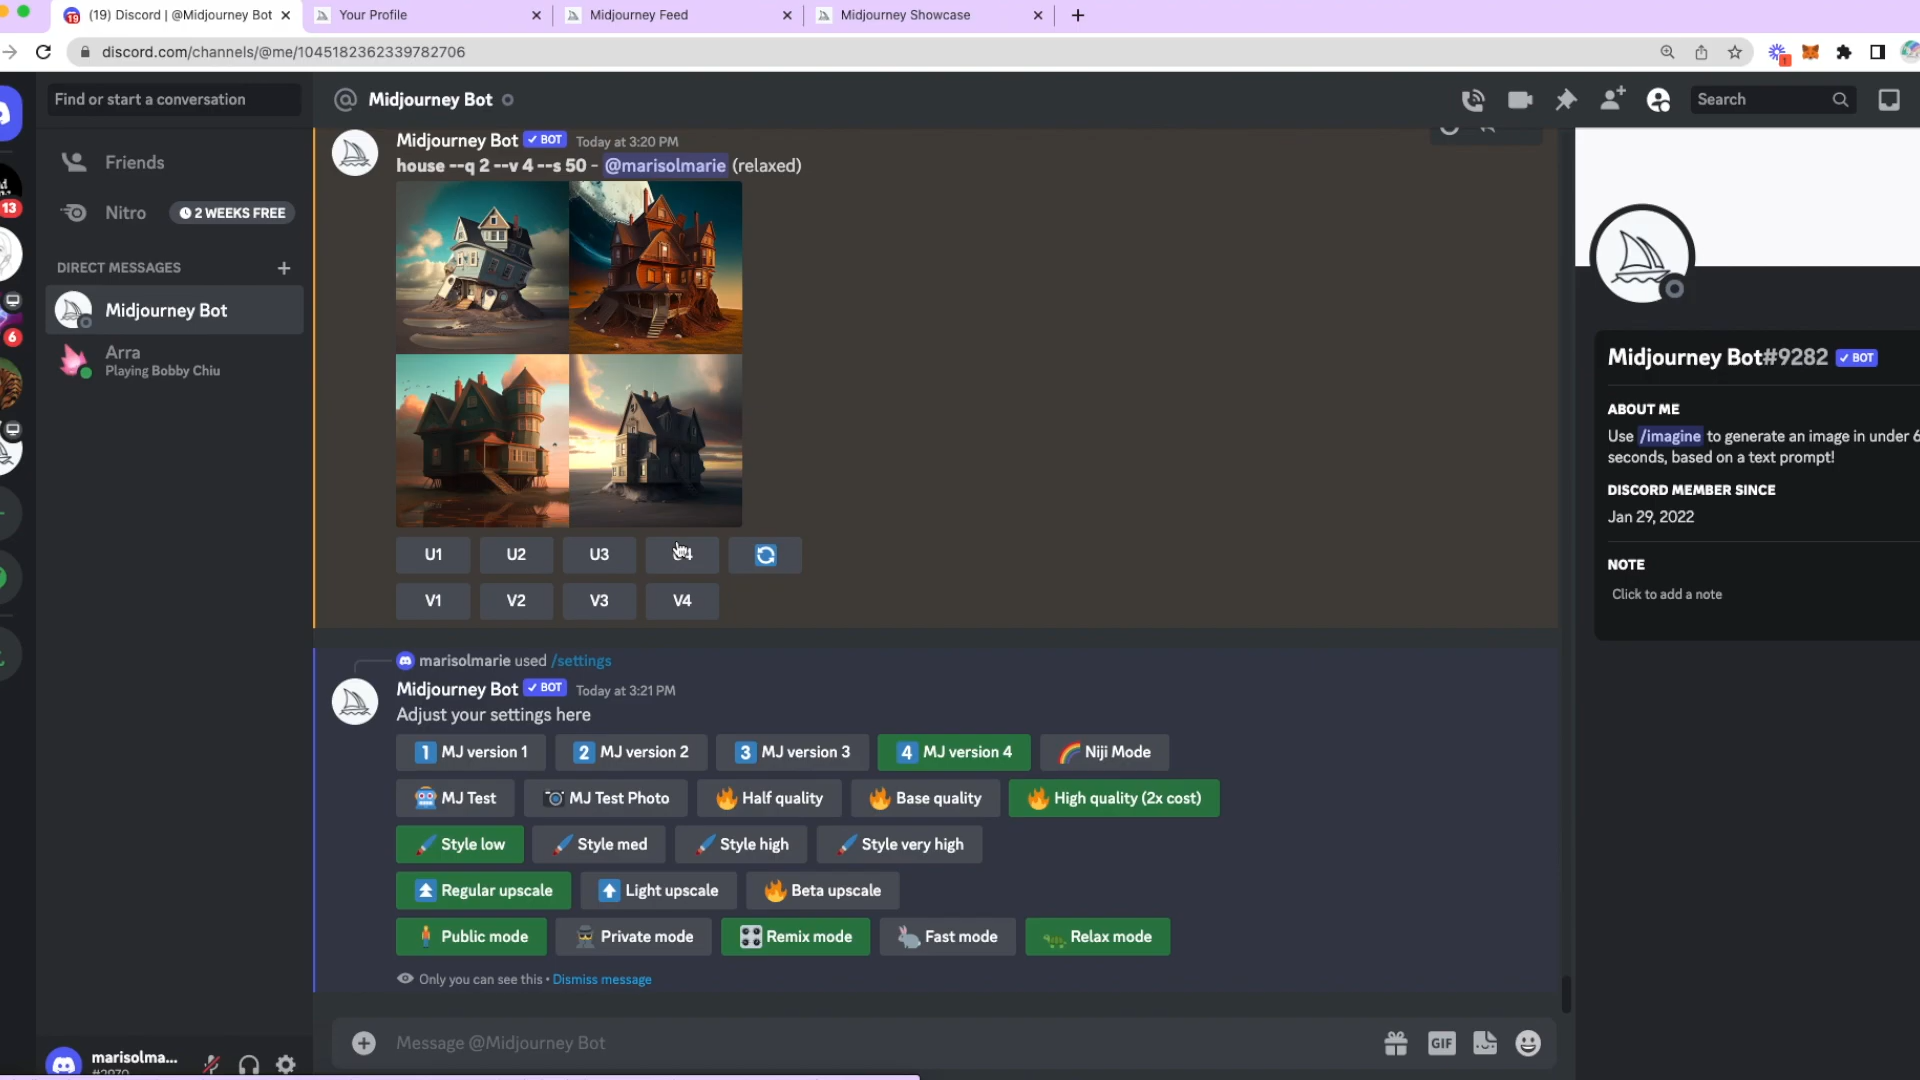 (19) Discord | @Midjourney Bot
Your Profile
Midjourney Feed
Midjourney Showcase
discord.com/channels/@me/1045182362339782706
1
Find or start a conversation
Midjourney Bot
Search
Friends
Nitro 2 WEEKS FREE
DIRECT MESSAGES
Midjourney Bot
Arra
Playing Bobby Chiu
13
6
Midjourney Bot BOT Today at 3:20 PM
house --q 2 --v 4 --s 50 - @marisolmarie (relaxed)
U1 U2 U3
V1 V2 V3 V4
marisolmarie used /settings
Midjourney Bot BOT Today at 3:21 PM
Adjust your settings here
1 MJ version 1 2 MJ version 2 3 MJ version 3 4 MJ version 4 Niji Mode
MJ Test MJ Test Photo Half quality Base quality High quality (2x cost)
Style low Style med Style high Style very high
Regular upscale Light upscale Beta upscale
Public mode Private mode Remix mode Fast mode Relax mode
Only you can see this • Dismiss message
Message @Midjourney Bot
GIF
marisolma...
Midjourney Bot#9282 BOT
ABOUT ME
Use /imagine to generate an image in under 6
seconds, based on a text prompt!
DISCORD MEMBER SINCE
Jan 29, 2022
NOTE
Click to add a note